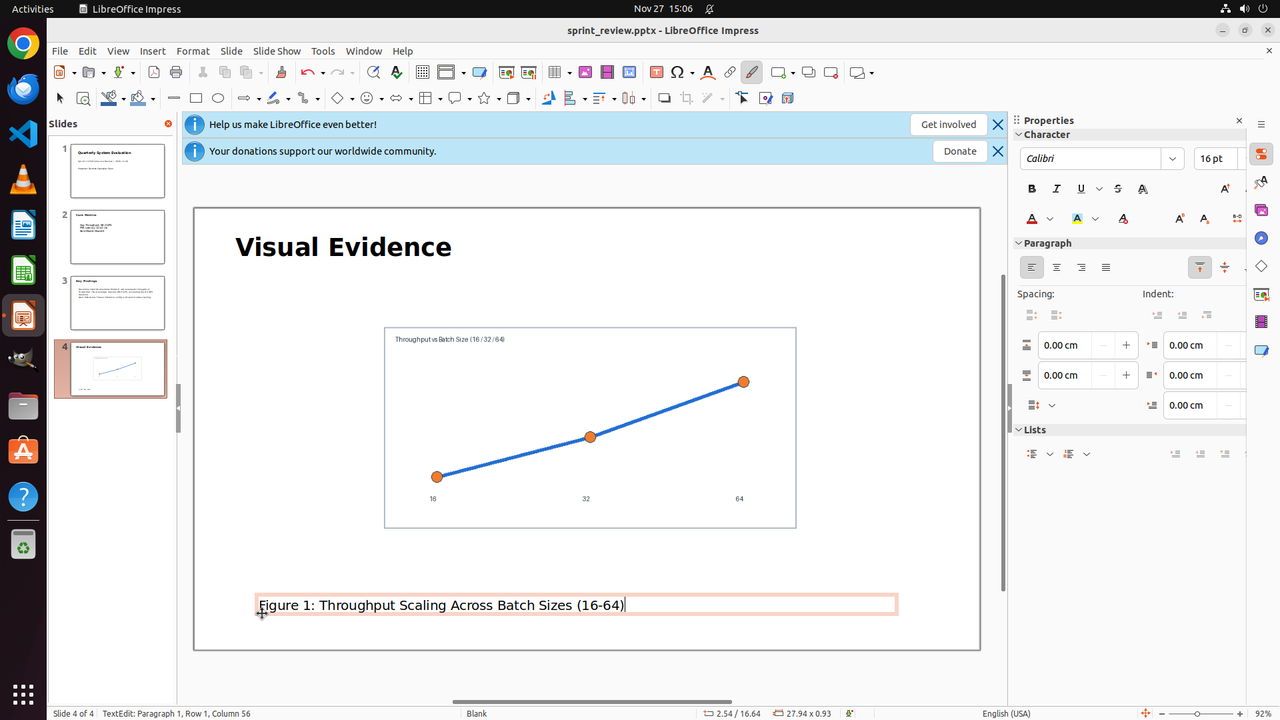 Activities
LibreOffice Impress
Nov 27 15:06
sprint_review.pptx - LibreOffice Impress
File Edit View Insert Format Slide Slide Show Tools Window Help
Slides
Help us make LibreOffice even better!
Get involved
Your donations support our worldwide community.
Donate
1
Quarterly System Evaluation
2
3
Key Findings
4
Visual Evidence
Visual Evidence
Throughput vs Batch Size (16 / 32 / 64)
16
32
64
Figure 1: Throughput Scaling Across Batch Sizes (16-64)
Properties
Character
Calibri
16 pt
Paragraph
Spacing:
Indent:
0.00 cm
0.00 cm
0.00 cm
0.00 cm
0.00 cm
Lists
Slide 4 of 4
TextEdit: Paragraph 1, Row 1, Column 56
Blank
2.54 / 16.64
27.94 x 0.93
English (USA)
92%